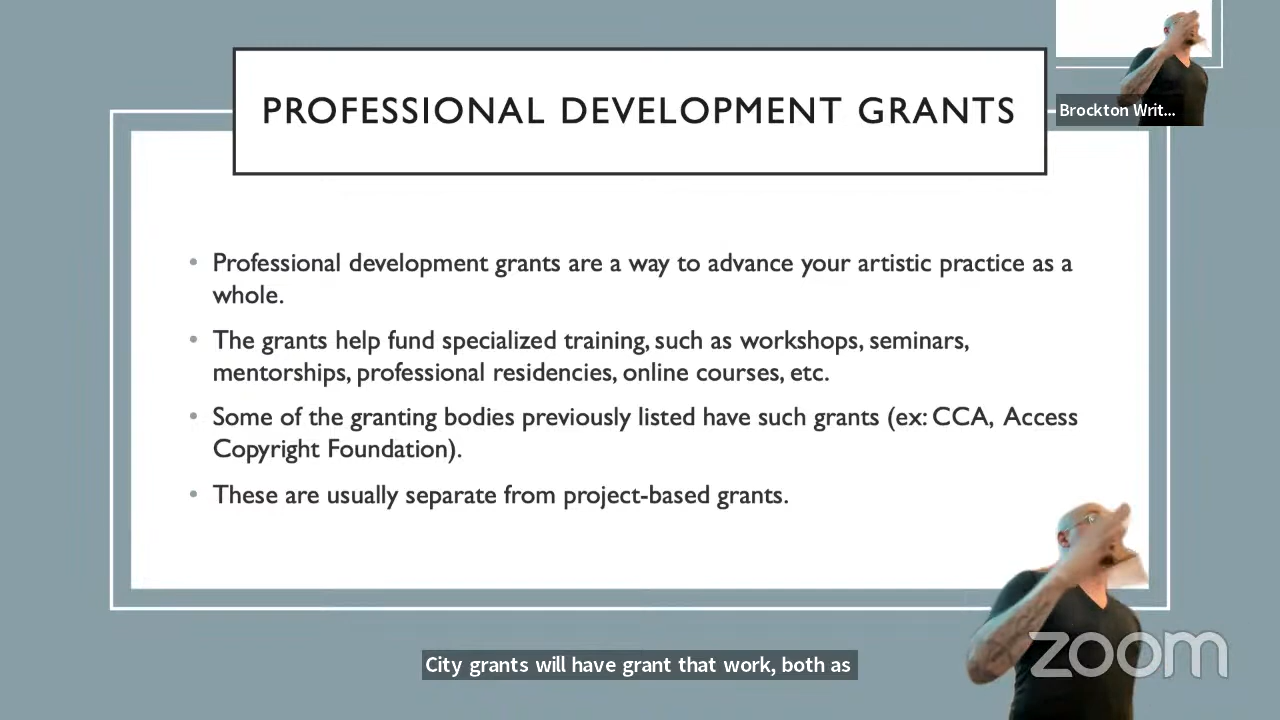 PROFESSIONAL DEVELOPMENT GRANTS
Brockton Writ...
• Professional development grants are a way to advance your artistic practice as a
whole.
• The grants help fund specialized training, such as workshops, seminars,
mentorships, professional residencies, online courses, etc.
• Some of the granting bodies previously listed have such grants (ex: CCA, Access
Copyright Foundation).
• These are usually separate from project-based grants.
City grants will have grant that work, both as
zoom